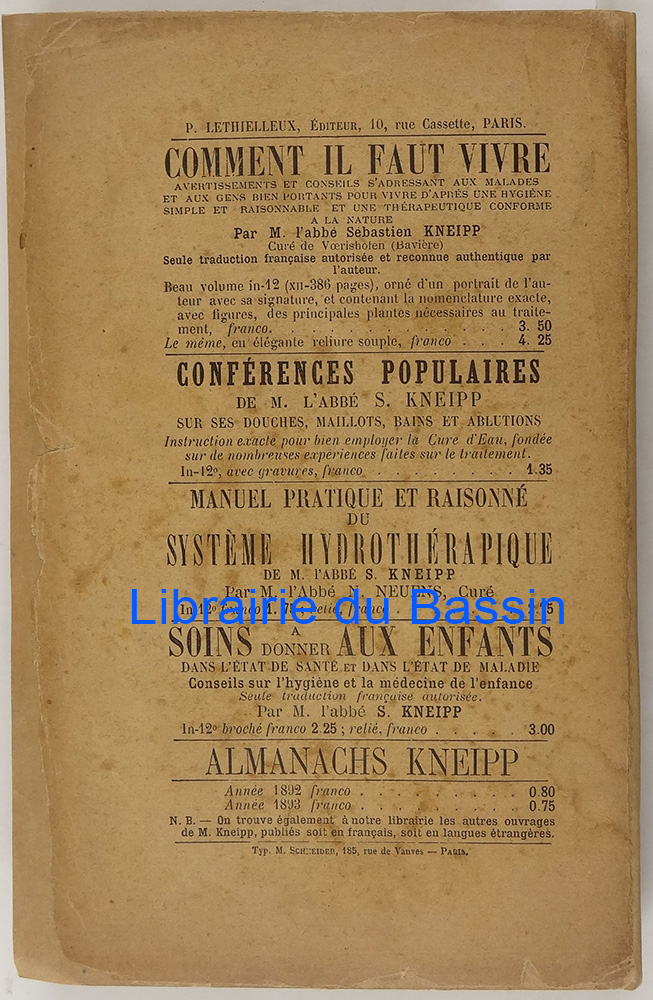 P. LETHIELLEUX, ÉDITEUR, 10, rue Cassette, PARIS.
COMMENT IL FAUT VIVRE
AVERTISSEMENTS ET CONSEILS S'ADRESSANT AUX MALADES
ET AUX GENS BIEN PORTANTS POUR VIVRE D'APRÈS UNE HYGIÈNE
SIMPLE ET RAISONNABLE ET UNE THÉRAPEUTIQUE CONFORME
A LA NATURE
Par M. l'abbé Sébastien KNEIPP
Curé de Vœrishofen (Bavière)
Seule traduction française autorisée et reconnue authentique par
l'auteur.
Beau volume in-12 (XII-386 pages), orné d'un portrait de l'au-
teur avec sa signature, et contenant la nomenclature exacte,
avec figures, des principales plantes nécessaires au traite-
ment, franco. . . . . . . . . . . . . . 3. 50
Le même, en élégante reliure souple, franco . . . 4. 25
CONFÉRENCES POPULAIRES
DE M. L'ABBÉ S. KNEIPP
SUR SES DOUCHES, MAILLOTS, BAINS ET ABLUTIONS
Instruction exacte pour bien employer la Cure d'Eau, fondée
sur de nombreuses expériences faites sur le traitement.
In-12º, avec gravures, franco . . . . . . . . 1.35
MANUEL PRATIQUE ET RAISONNÉ
DU
SYSTÈME HYDROTHÉRAPIQUE
DE M. l'ABBÉ S. KNEIPP
Par M. l'Abbé N. NEUENS, Curé
In-12º franco relié, franco
Librairie du Bassin
SOINS A DONNER AUX ENFANTS
DANS L'ÉTAT DE SANTÉ ET DANS L'ÉTAT DE MALADIE
Conseils sur l'hygiène et la médecine de l'enfance
Seule traduction française autorisée.
Par M. l'abbé S. KNEIPP
In-12º broché franco 2.25 ; relié, franco . . . . . 3.00
ALMANACHS KNEIPP
Année 1892 franco . . . . . . . . . 0.80
Année 1893 franco . . . . . . . . . 0.75
N. B. — On trouve également à notre librairie les autres ouvrages
de M. Kneipp, publiés soit en français, soit en langues étrangères.
Typ. M. SCHNEIDER, 185, rue de Vanves — PARIS.